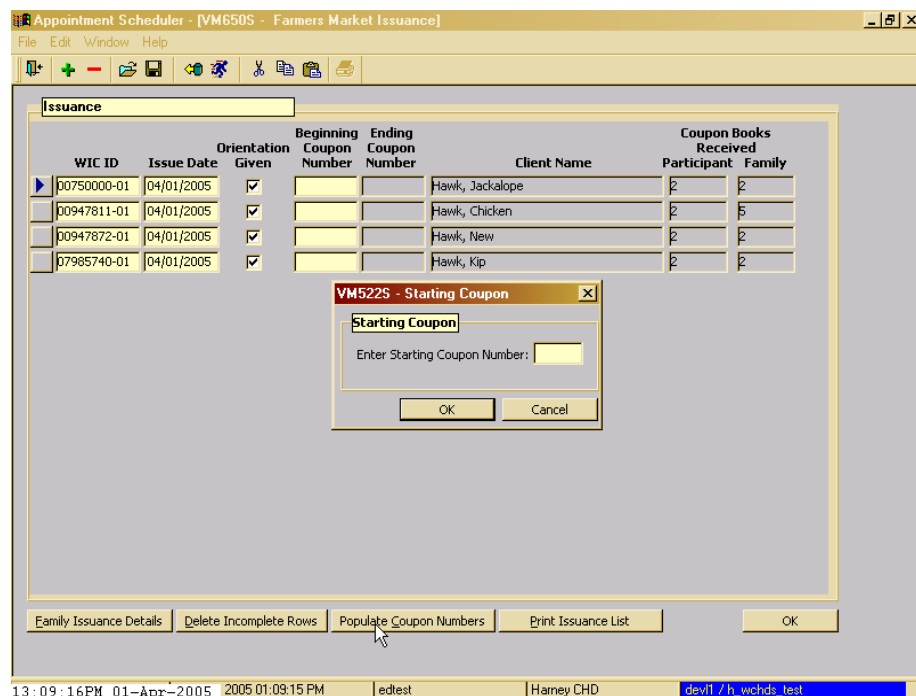 Appointment Scheduler - [VM650S - Farmers Market Issuance]
File Edit Window Help
Issuance
WIC ID Issue Date Orientation Given Beginning Coupon Number Ending Coupon Number Client Name Coupon Books Received Participant Family
00750000-01 04/01/2005 Hawk, Jackalope 2 2
00947811-01 04/01/2005 Hawk, Chicken 2 5
00947872-01 04/01/2005 Hawk, New 2 2
07985740-01 04/01/2005 Hawk, Kip 2 2
VM522S - Starting Coupon
Starting Coupon
Enter Starting Coupon Number:
OK Cancel
Family Issuance Details Delete Incomplete Rows Populate Coupon Numbers Print Issuance List OK
13:09:16PM 01-Apr-2005 2005 01:09:15 PM edtest Harney CHD devl1 / h_wchds_test